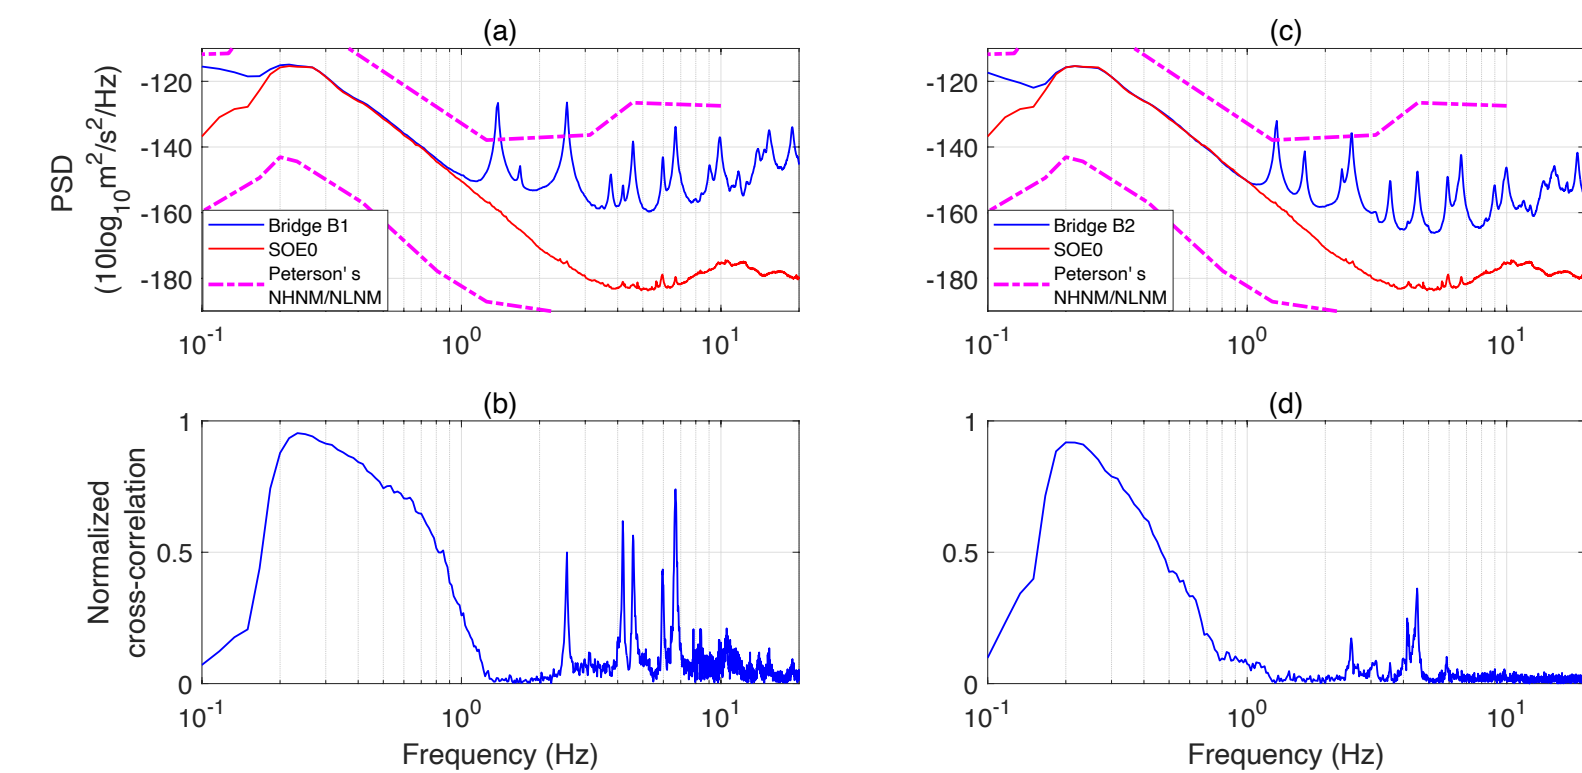 (a)
PSD
(10log10m2/s2/Hz)
-120
-140
-160
-180
Bridge B1
SOE0
Peterson' s
NHNM/NLNM
10-1
100
101
(c)
-120
-140
-160
-180
Bridge B2
SOE0
Peterson' s
NHNM/NLNM
10-1
100
101
(b)
Normalized
cross-correlation
1
0.5
0
10-1
100
101
Frequency (Hz)
(d)
1
0.5
0
10-1
100
101
Frequency (Hz)